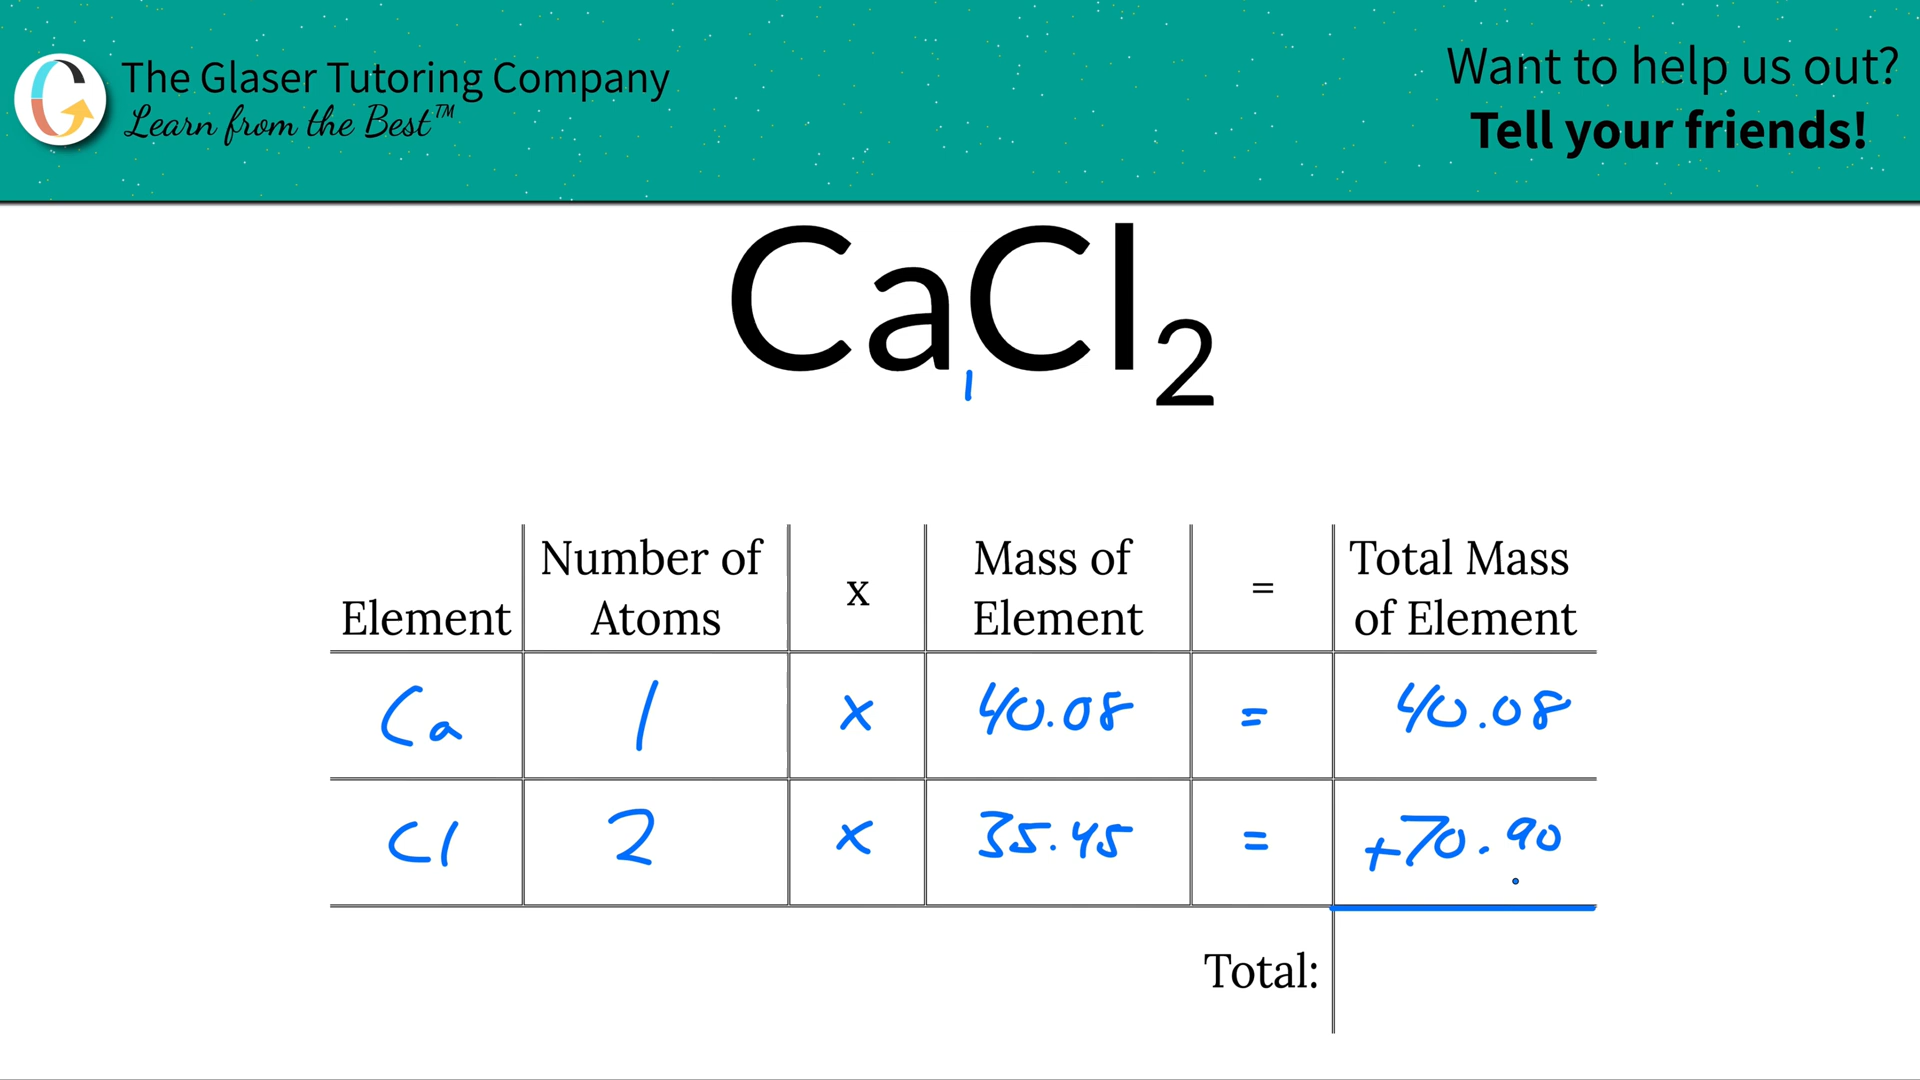 The Glaser Tutoring Company
Learn from the Best™
Want to help us out?
Tell your friends!
CaCl₂
1
Element Number of Atoms x Mass of Element = Total Mass of Element
Ca 1 x 40.08 = 40.08
Cl 2 x 35.45 = +70.90
Total: